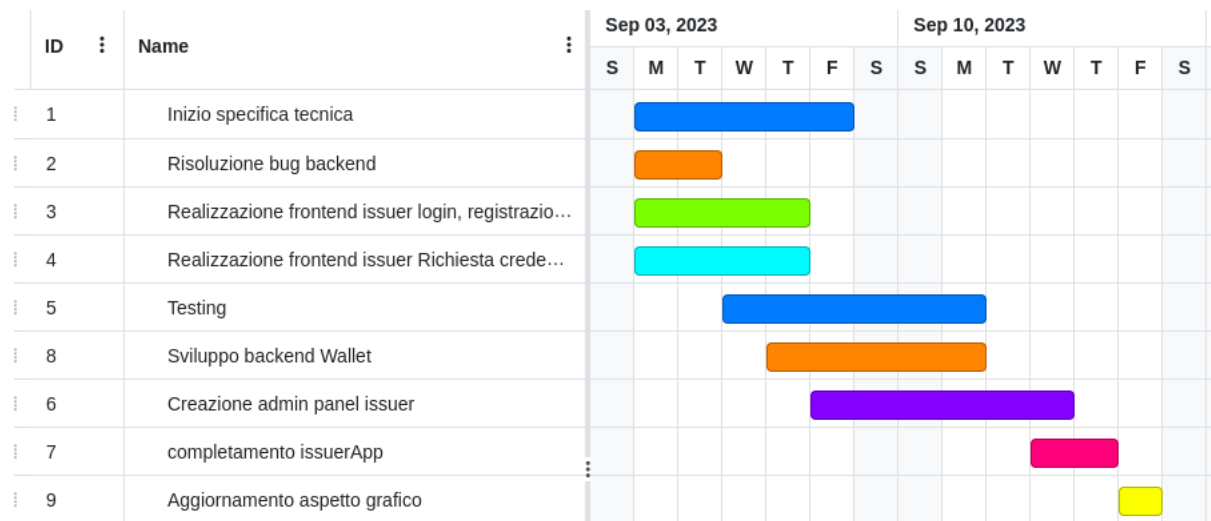 Sep 03, 2023 Sep 10, 2023
ID Name
S M T W T F S S M T W T F S
1 Inizio specifica tecnica
2 Risoluzione bug backend
3 Realizzazione frontend issuer login, registrazio...
4 Realizzazione frontend issuer Richiesta crede...
5 Testing
8 Sviluppo backend Wallet
6 Creazione admin panel issuer
7 completamento issuerApp
9 Aggiornamento aspetto grafico